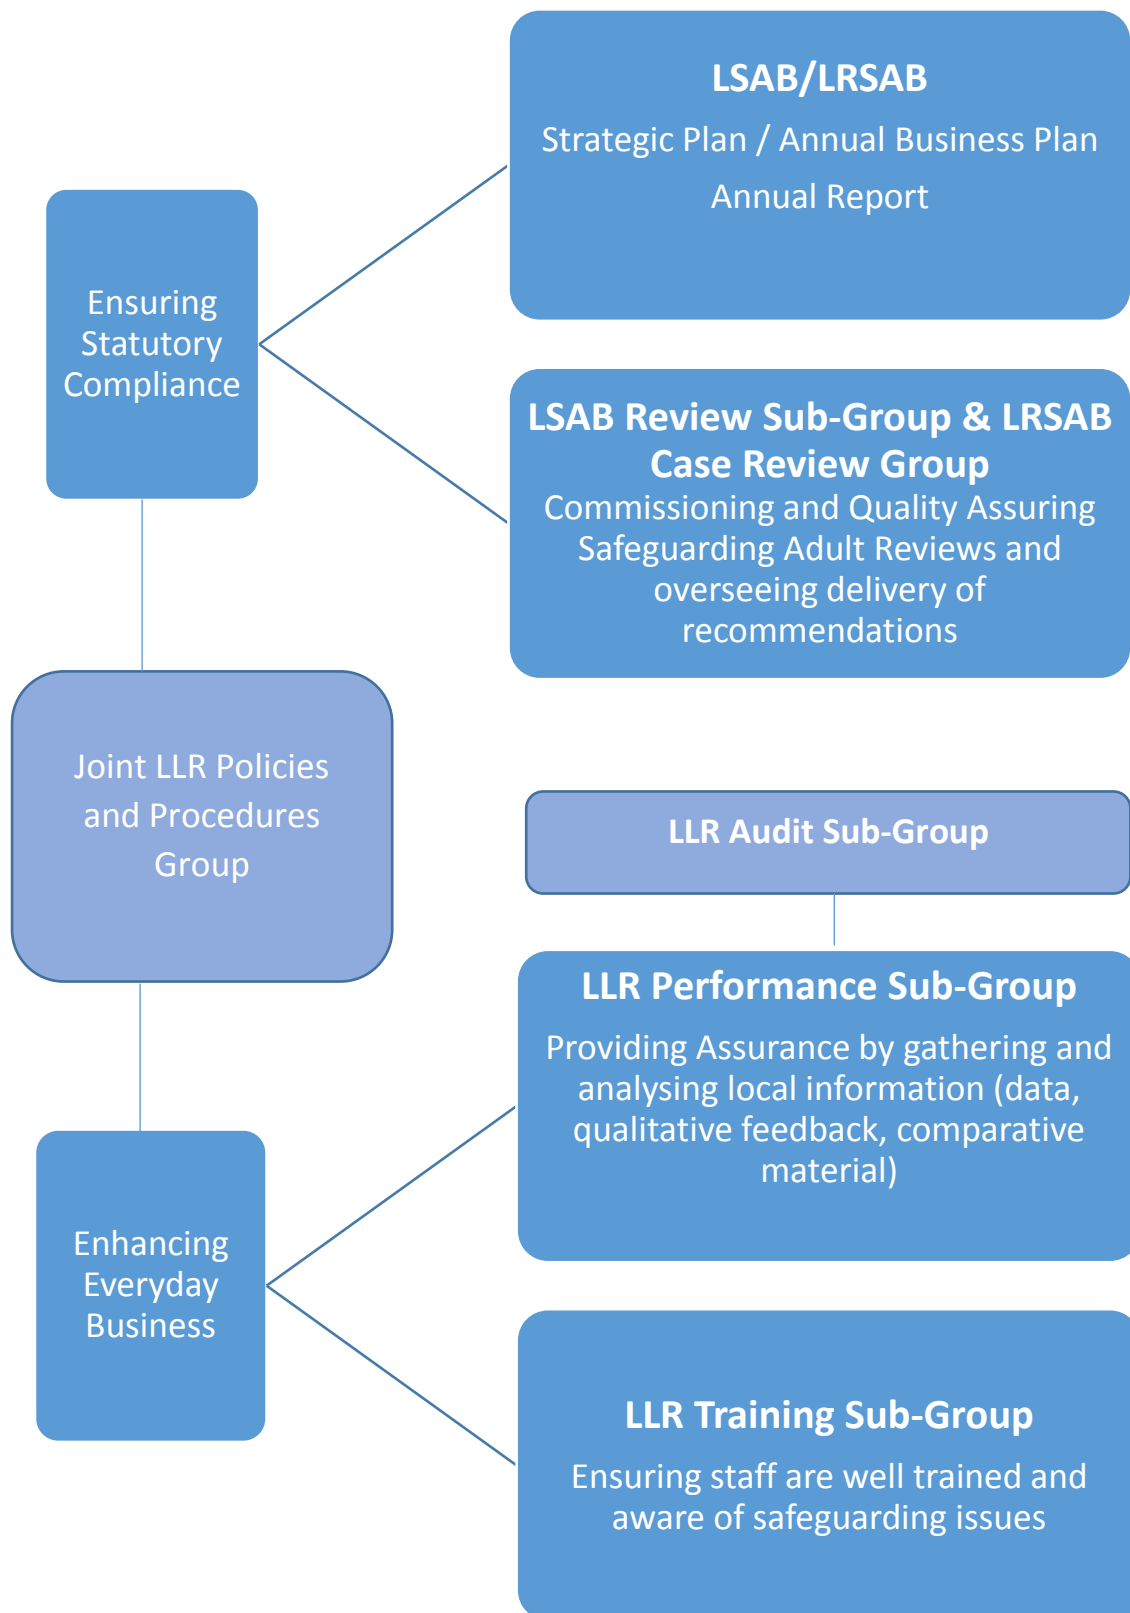 LSAB/LRSAB
Strategic Plan / Annual Business Plan
Annual Report
Ensuring
Statutory
Compliance
LSAB Review Sub-Group & LRSAB
Case Review Group
Commissioning and Quality Assuring
Safeguarding Adult Reviews and
overseeing delivery of
recommendations
Joint LLR Policies
and Procedures
Group
LLR Audit Sub-Group
LLR Performance Sub-Group
Providing Assurance by gathering and
analysing local information (data,
qualitative feedback, comparative
material)
Enhancing
Everyday
Business
LLR Training Sub-Group
Ensuring staff are well trained and
aware of safeguarding issues